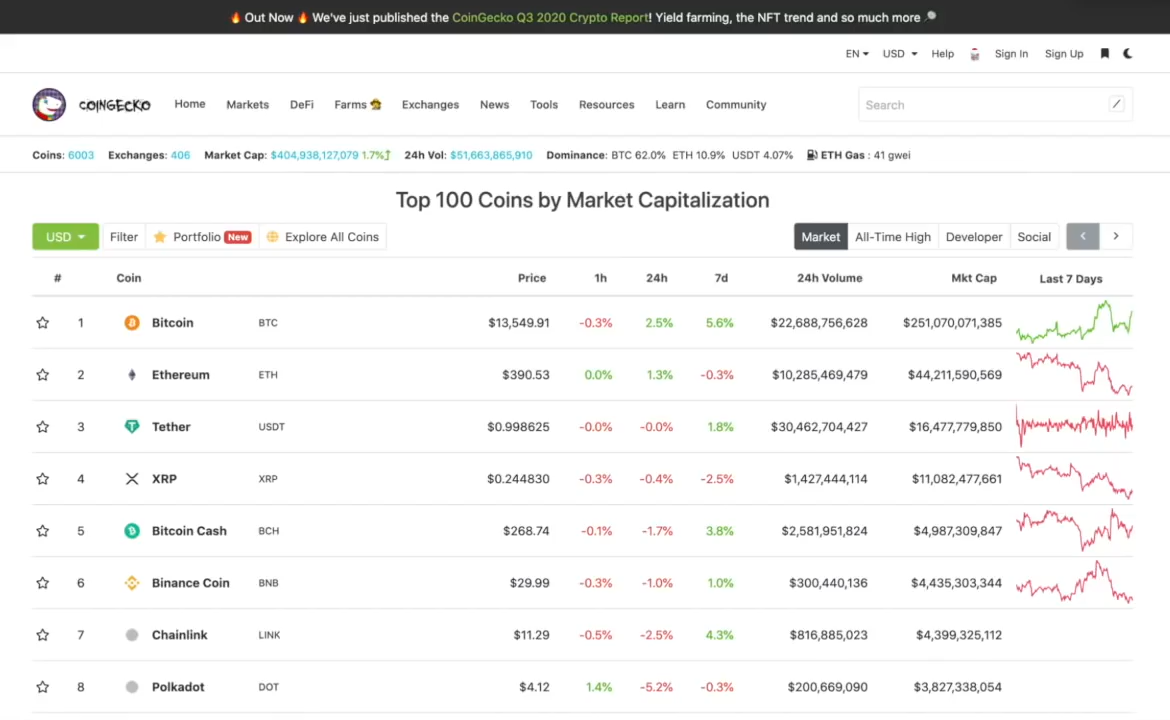 🔥 Out Now 🔥 We've just published the CoinGecko Q3 2020 Crypto Report! Yield farming, the NFT trend and so much more 🔎
EN USD Help Sign In Sign Up
COINGECKO Home Markets DeFi Farms 🧑‍🌾 Exchanges News Tools Resources Learn Community Search /
Coins: 6003 Exchanges: 406 Market Cap: $404,938,127,079 1.7% 24h Vol: $51,663,865,910 Dominance: BTC 62.0% ETH 10.9% USDT 4.07% ETH Gas : 41 gwei
Top 100 Coins by Market Capitalization
USD Filter Portfolio New Explore All Coins Market All-Time High Developer Social
# Coin Price 1h 24h 7d 24h Volume Mkt Cap Last 7 Days
1 Bitcoin BTC $13,549.91 -0.3% 2.5% 5.6% $22,688,756,628 $251,070,071,385
2 Ethereum ETH $390.53 0.0% 1.3% -0.3% $10,285,469,479 $44,211,590,569
3 Tether USDT $0.998625 -0.0% -0.0% 1.8% $30,462,704,427 $16,477,779,850
4 XRP XRP $0.244830 -0.3% -0.4% -2.5% $1,427,444,114 $11,082,477,661
5 Bitcoin Cash BCH $268.74 -0.1% -1.7% 3.8% $2,581,951,824 $4,987,309,847
6 Binance Coin BNB $29.99 -0.3% -1.0% 1.0% $300,440,136 $4,435,303,344
7 Chainlink LINK $11.29 -0.5% -2.5% 4.3% $816,885,023 $4,399,325,112
8 Polkadot DOT $4.12 1.4% -5.2% -0.3% $200,669,090 $3,827,338,054